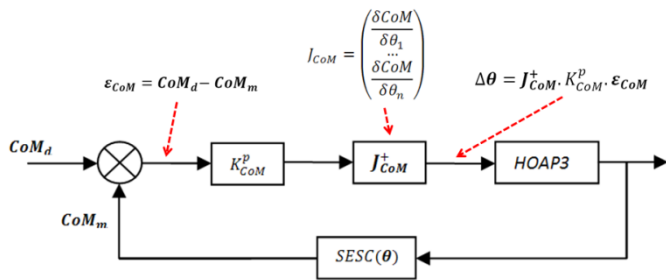 ε_CoM = CoM_d − CoM_m
J_CoM = (δCoM/δθ_1 ... δCoM/δθ_n)
Δθ = J⁺_CoM. K^p_CoM. ε_CoM
CoM_d
K^p_CoM
J⁺_CoM
HOAP3
CoM_m
SESC(θ)